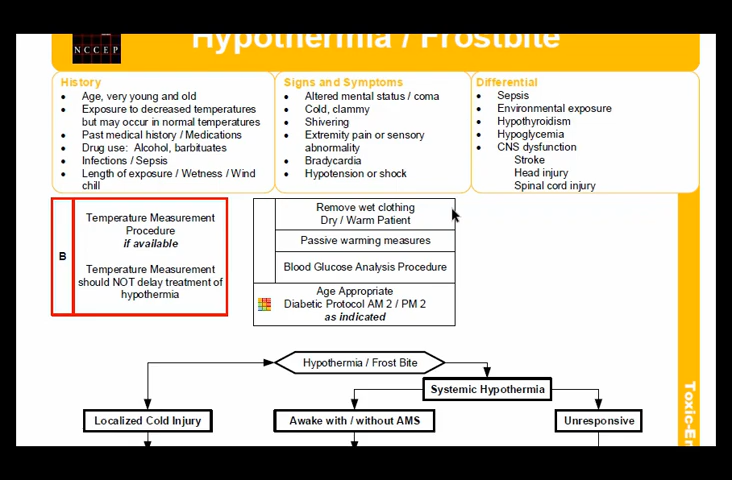 Hypothermia / Frostbite
NCCEP
History
• Age, very young and old
• Exposure to decreased temperatures
but may occur in normal temperatures
• Past medical history / Medications
• Drug use: Alcohol, barbituates
• Infections / Sepsis
• Length of exposure / Wetness / Wind
chill
Signs and Symptoms
• Altered mental status / coma
• Cold, clammy
• Shivering
• Extremity pain or sensory
abnormality
• Bradycardia
• Hypotension or shock
Differential
• Sepsis
• Environmental exposure
• Hypothyroidism
• Hypoglycemia
• CNS dysfunction
Stroke
Head injury
Spinal cord injury
B
Temperature Measurement
Procedure
if available
Temperature Measurement
should NOT delay treatment of
hypothermia
Remove wet clothing
Dry / Warm Patient
Passive warming measures
Blood Glucose Analysis Procedure
Age Appropriate
Diabetic Protocol AM 2 / PM 2
as indicated
Hypothermia / Frost Bite
Systemic Hypothermia
Localized Cold Injury
Awake with / without AMS
Unresponsive
Toxic-En